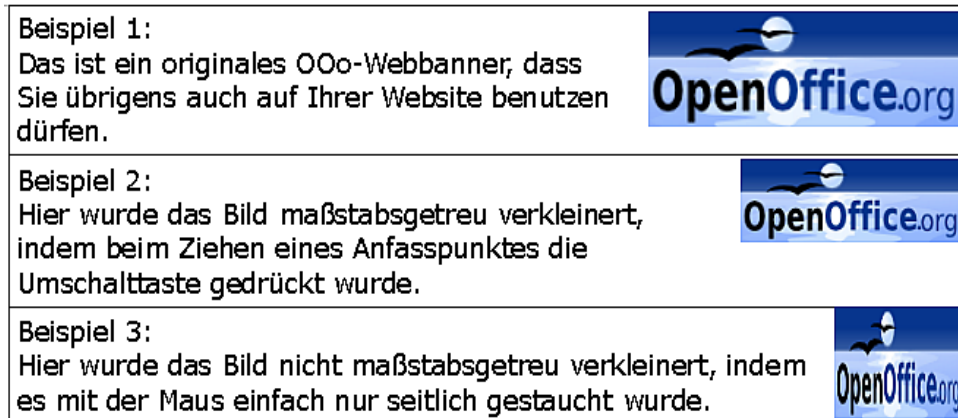 Beispiel 1:
Das ist ein originales OOo-Webbanner, dass
Sie übrigens auch auf Ihrer Website benutzen
dürfen.
OpenOffice.org
Beispiel 2:
Hier wurde das Bild maßstabsgetreu verkleinert,
indem beim Ziehen eines Anfasspunktes die
Umschalttaste gedrückt wurde.
OpenOffice.org
Beispiel 3:
Hier wurde das Bild nicht maßstabsgetreu verkleinert, indem
es mit der Maus einfach nur seitlich gestaucht wurde.
OpenOffice.org